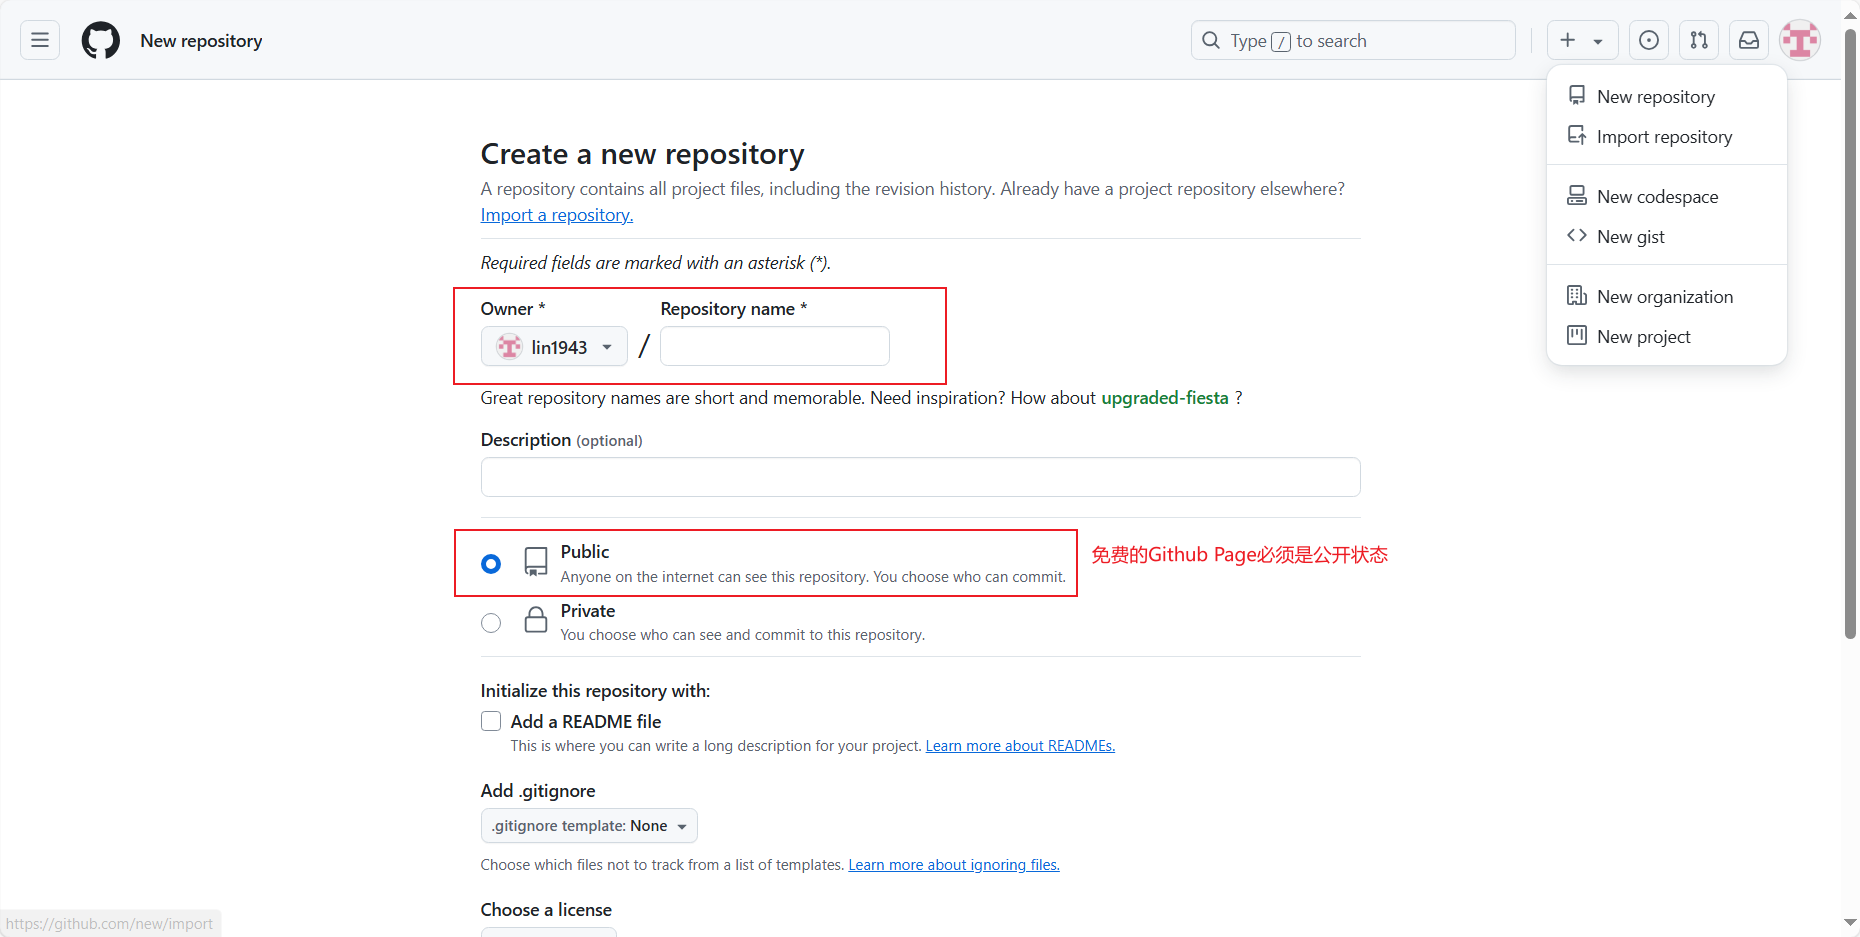 New repository
Type / to search
New repository
Import repository
New codespace
New gist
New organization
New project
Create a new repository
A repository contains all project files, including the revision history. Already have a project repository elsewhere?
Import a repository.
Required fields are marked with an asterisk (*).
Owner * Repository name *
lin1943 /
Great repository names are short and memorable. Need inspiration? How about upgraded-fiesta ?
Description (optional)
Public
Anyone on the internet can see this repository. You choose who can commit.
免费的Github Page必须是公开状态
Private
You choose who can see and commit to this repository.
Initialize this repository with:
Add a README file
This is where you can write a long description for your project. Learn more about READMEs.
Add .gitignore
.gitignore template: None
Choose which files not to track from a list of templates. Learn more about ignoring files.
Choose a license
https://github.com/new/import